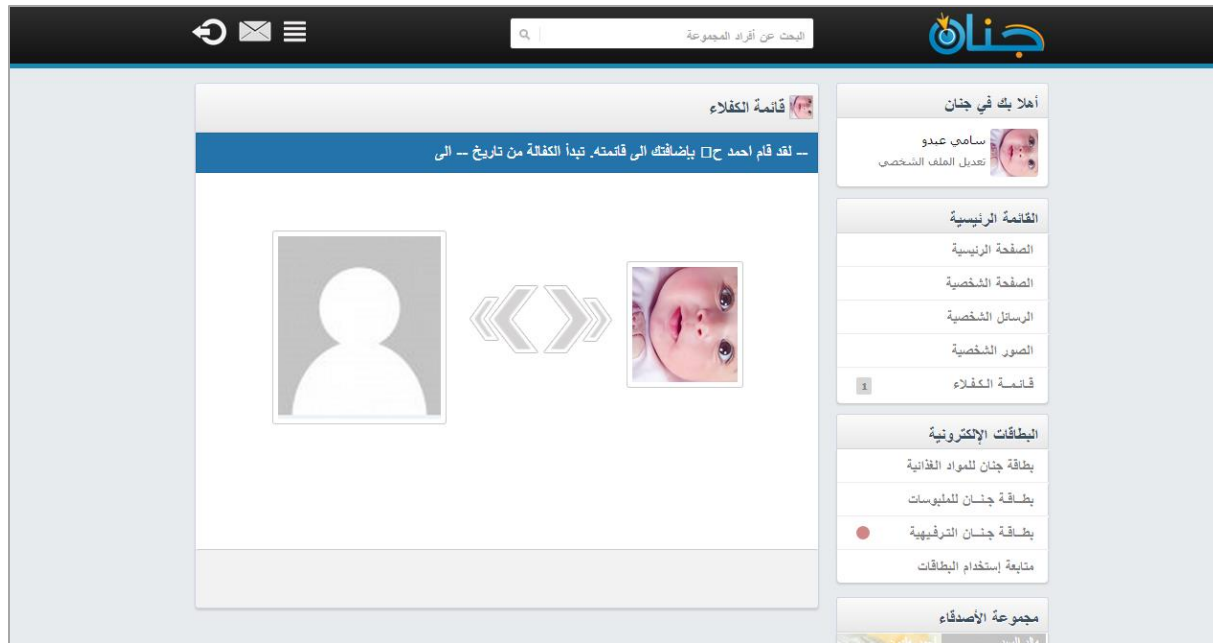 جنان
البحث عن أفراد المجموعة
أهلا بك في جنان
سامي عبدو
تعديل الملف الشخصي
القائمة الرئيسية
الصفحة الرئيسية
الصفحة الشخصية
الرسائل الشخصية
الصور الشخصية
قائمة الكفلاء
1
البطاقات الإلكترونية
بطاقة جنان للمواد الغذائية
بطاقة جنان للملبوسات
بطاقة جنان الترفيهية
متابعة إستخدام البطاقات
مجموعة الأصدقاء
قائمة الكفلاء
-- لقد قام احمد ح□ بإضافتك الى قائمته. تبدأ الكفالة من تاريخ -- الى